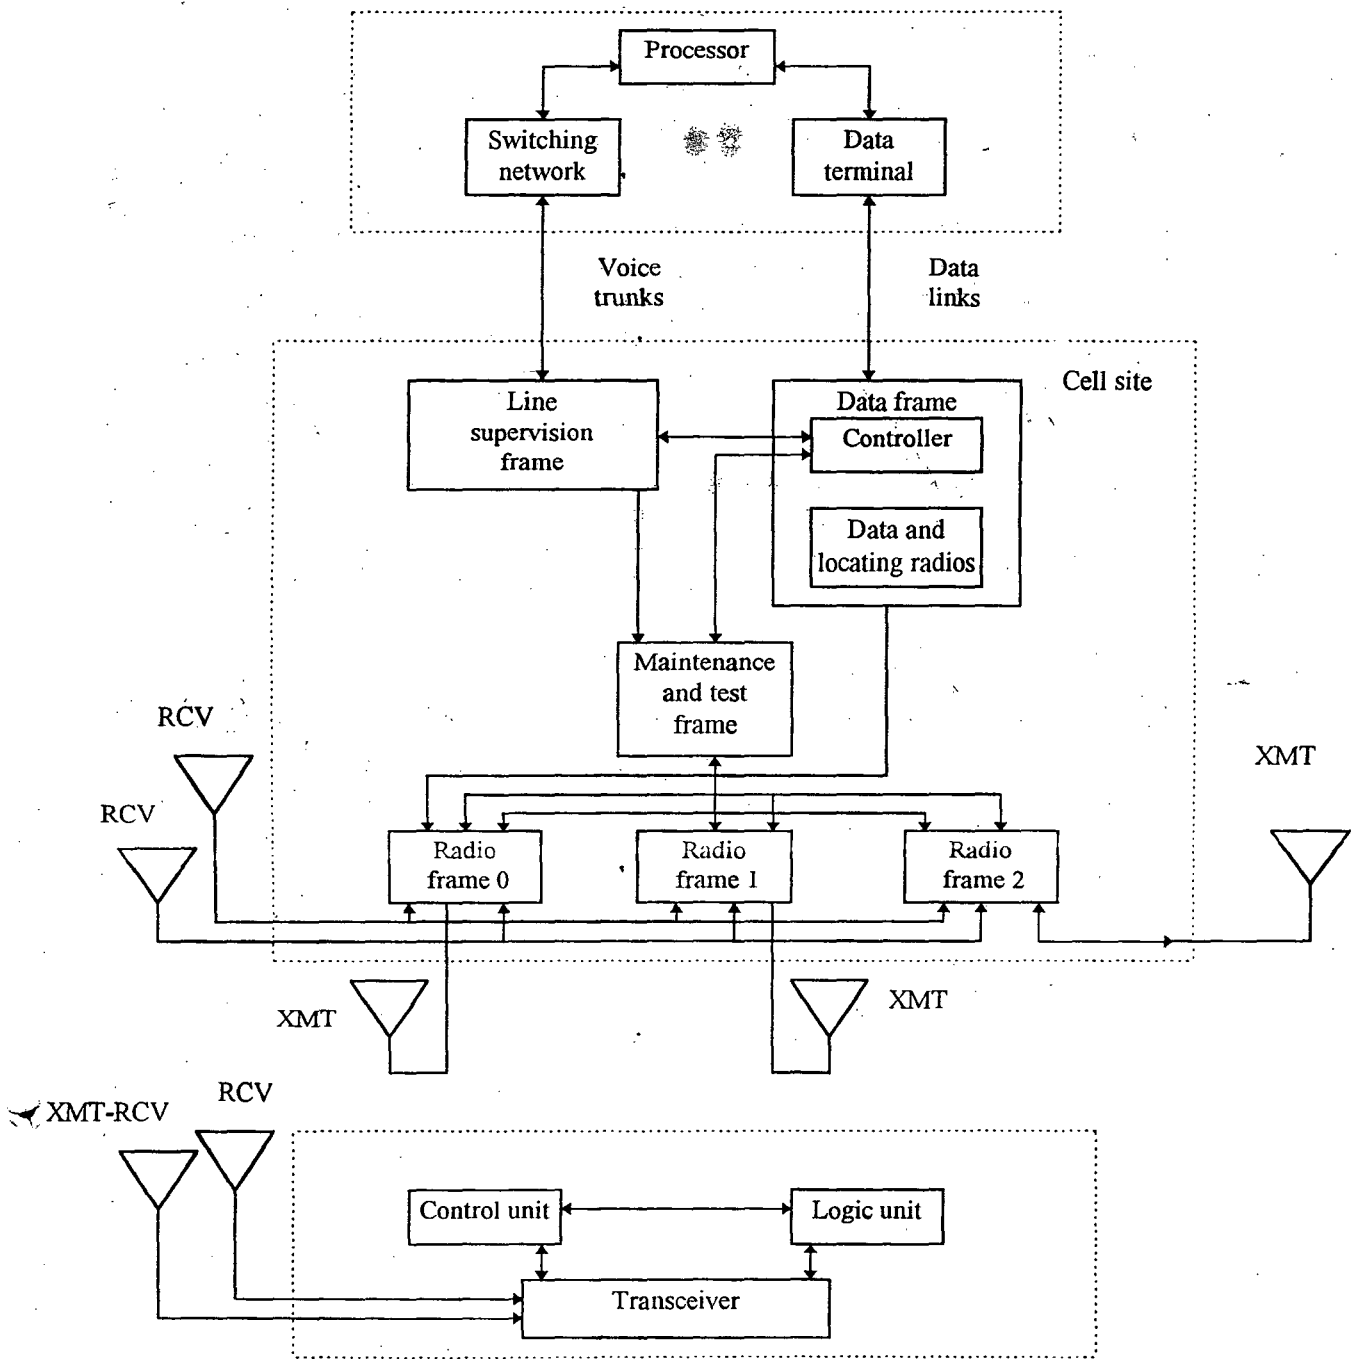 Processor
Switching
network
Data
terminal
Voice
trunks
Data
links
Cell site
Line
supervision
frame
Data frame
Controller
Data and
locating radios
Maintenance
and test
frame
RCV
RCV
XMT
Radio
frame 0
Radio
frame 1
Radio
frame 2
XMT
XMT
RCV
XMT-RCV
Control unit
Logic unit
Transceiver